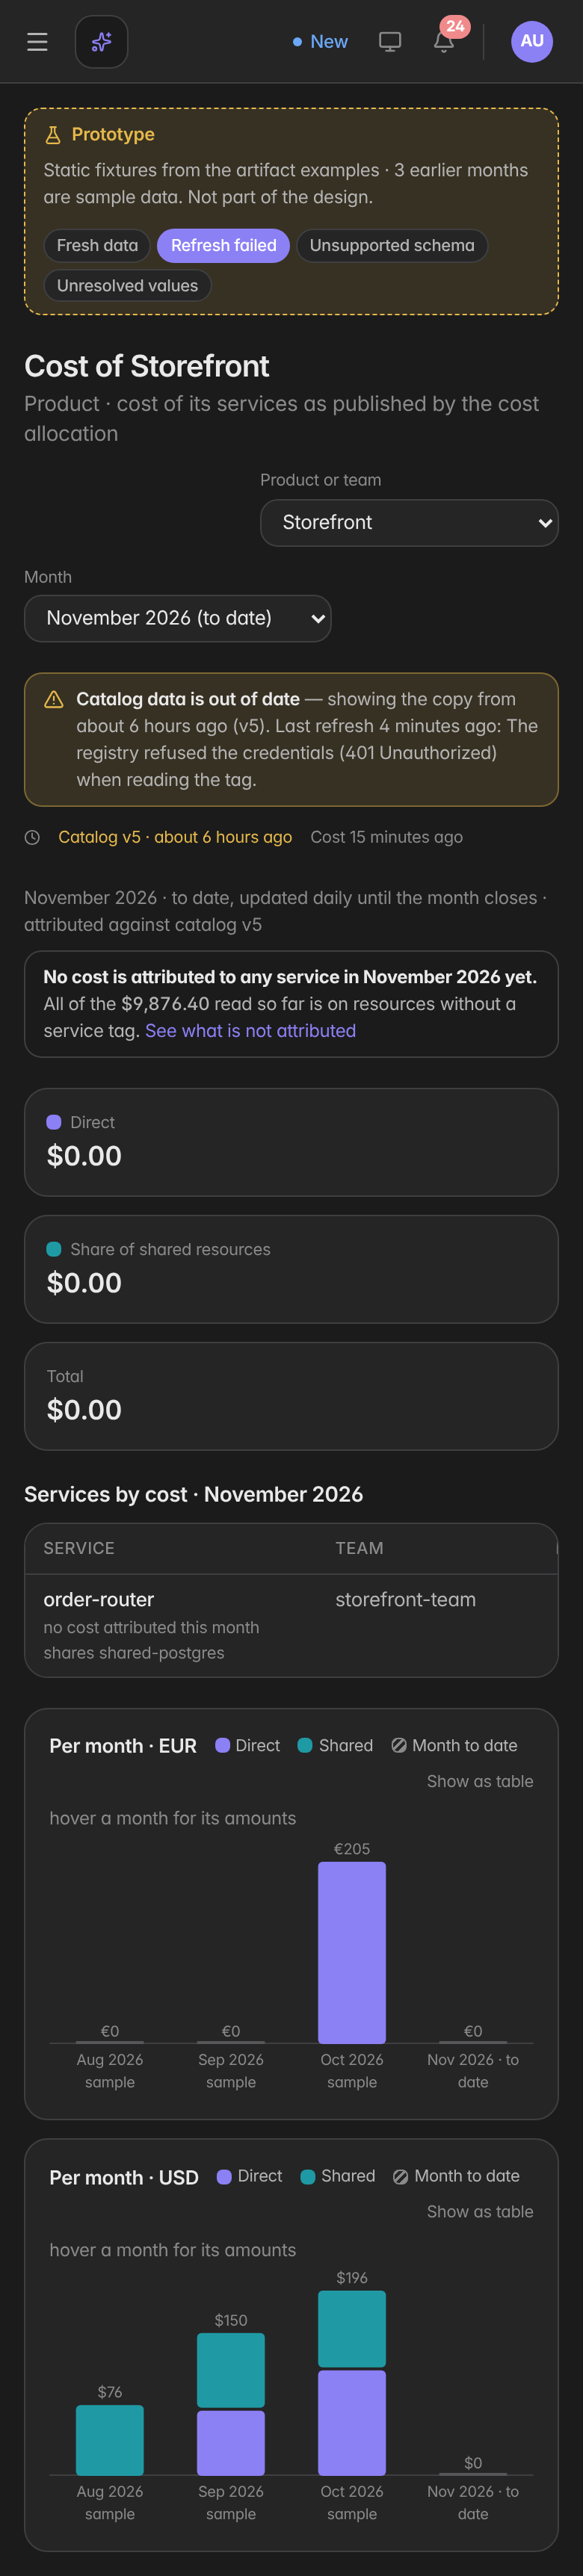 New
24
AU
Prototype
Static fixtures from the artifact examples · 3 earlier months
are sample data. Not part of the design.
Fresh data
Refresh failed
Unsupported schema
Unresolved values
Cost of Storefront
Product · cost of its services as published by the cost
allocation
Product or team
Storefront
Month
November 2026 (to date)
Catalog data is out of date — showing the copy from
about 6 hours ago (v5). Last refresh 4 minutes ago: The
registry refused the credentials (401 Unauthorized)
when reading the tag.
Catalog v5 · about 6 hours ago
Cost 15 minutes ago
November 2026 · to date, updated daily until the month closes ·
attributed against catalog v5
No cost is attributed to any service in November 2026 yet.
All of the $9,876.40 read so far is on resources without a
service tag. See what is not attributed
Direct
$0.00
Share of shared resources
$0.00
Total
$0.00
Services by cost · November 2026
SERVICE
TEAM
order-router
storefront-team
no cost attributed this month
shares shared-postgres
Per month · EUR
Direct
Shared
Month to date
Show as table
hover a month for its amounts
€205
€0
€0
€0
Aug 2026
sample
Sep 2026
sample
Oct 2026
sample
Nov 2026 · to
date
Per month · USD
Direct
Shared
Month to date
Show as table
hover a month for its amounts
$196
$150
$76
$0
Aug 2026
sample
Sep 2026
sample
Oct 2026
sample
Nov 2026 · to
date